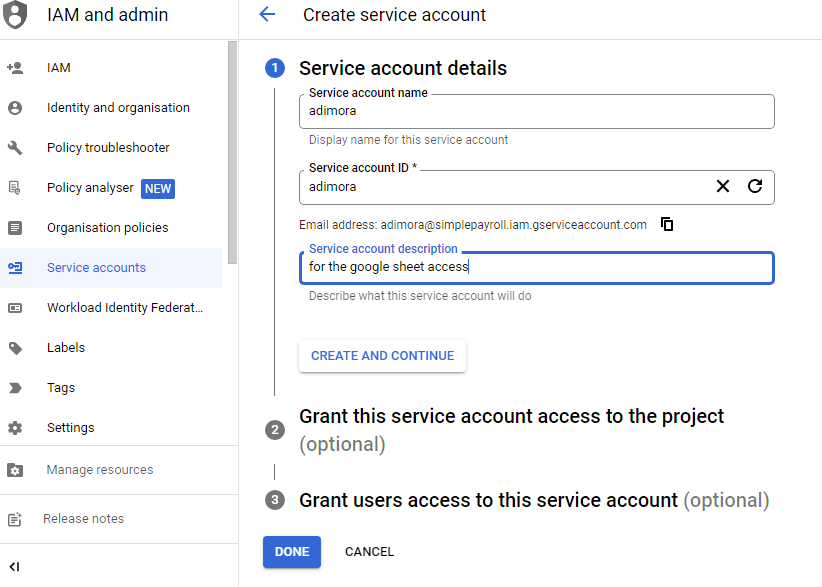 IAM and admin
IAM
Identity and organisation
Policy troubleshooter
Policy analyser NEW
Organisation policies
Service accounts
Workload Identity Federat...
Labels
Tags
Settings
Manage resources
Release notes
Create service account
1 Service account details
Service account name
adimora
Display name for this service account
Service account ID *
adimora
Email address: adimora@simplepayroll.iam.gserviceaccount.com
Service account description
for the google sheet access
Describe what this service account will do
CREATE AND CONTINUE
2 Grant this service account access to the project
(optional)
3 Grant users access to this service account (optional)
DONE CANCEL